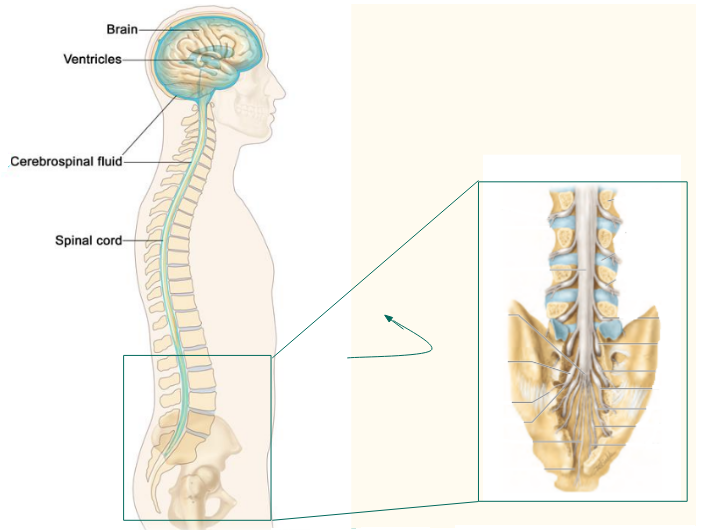 Brain
Ventricles
Cerebrospinal fluid
Spinal cord